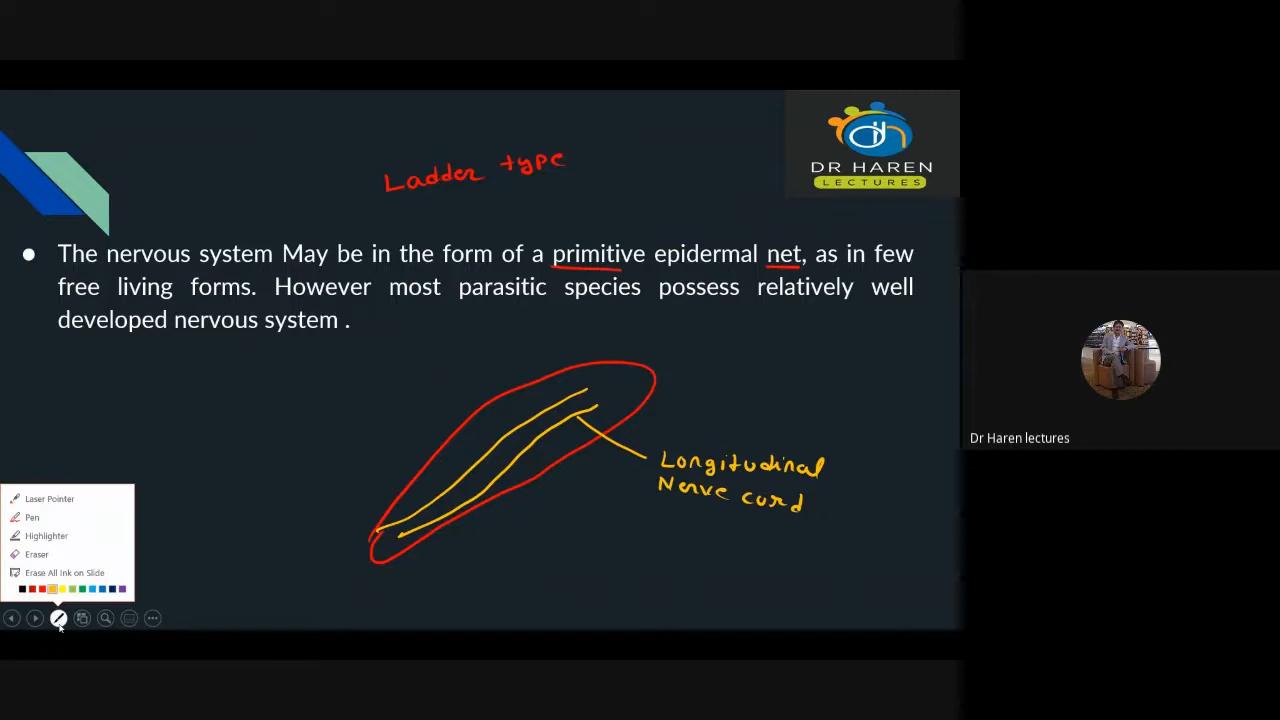 Ladder type
DR HAREN
LECTURES
The nervous system May be in the form of a primitive epidermal net, as in few
free living forms. However most parasitic species possess relatively well
developed nervous system .
Longitudinal
Nerve cord
Dr Haren lectures
Laser Pointer
Pen
Highlighter
Eraser
Erase All Ink on Slide